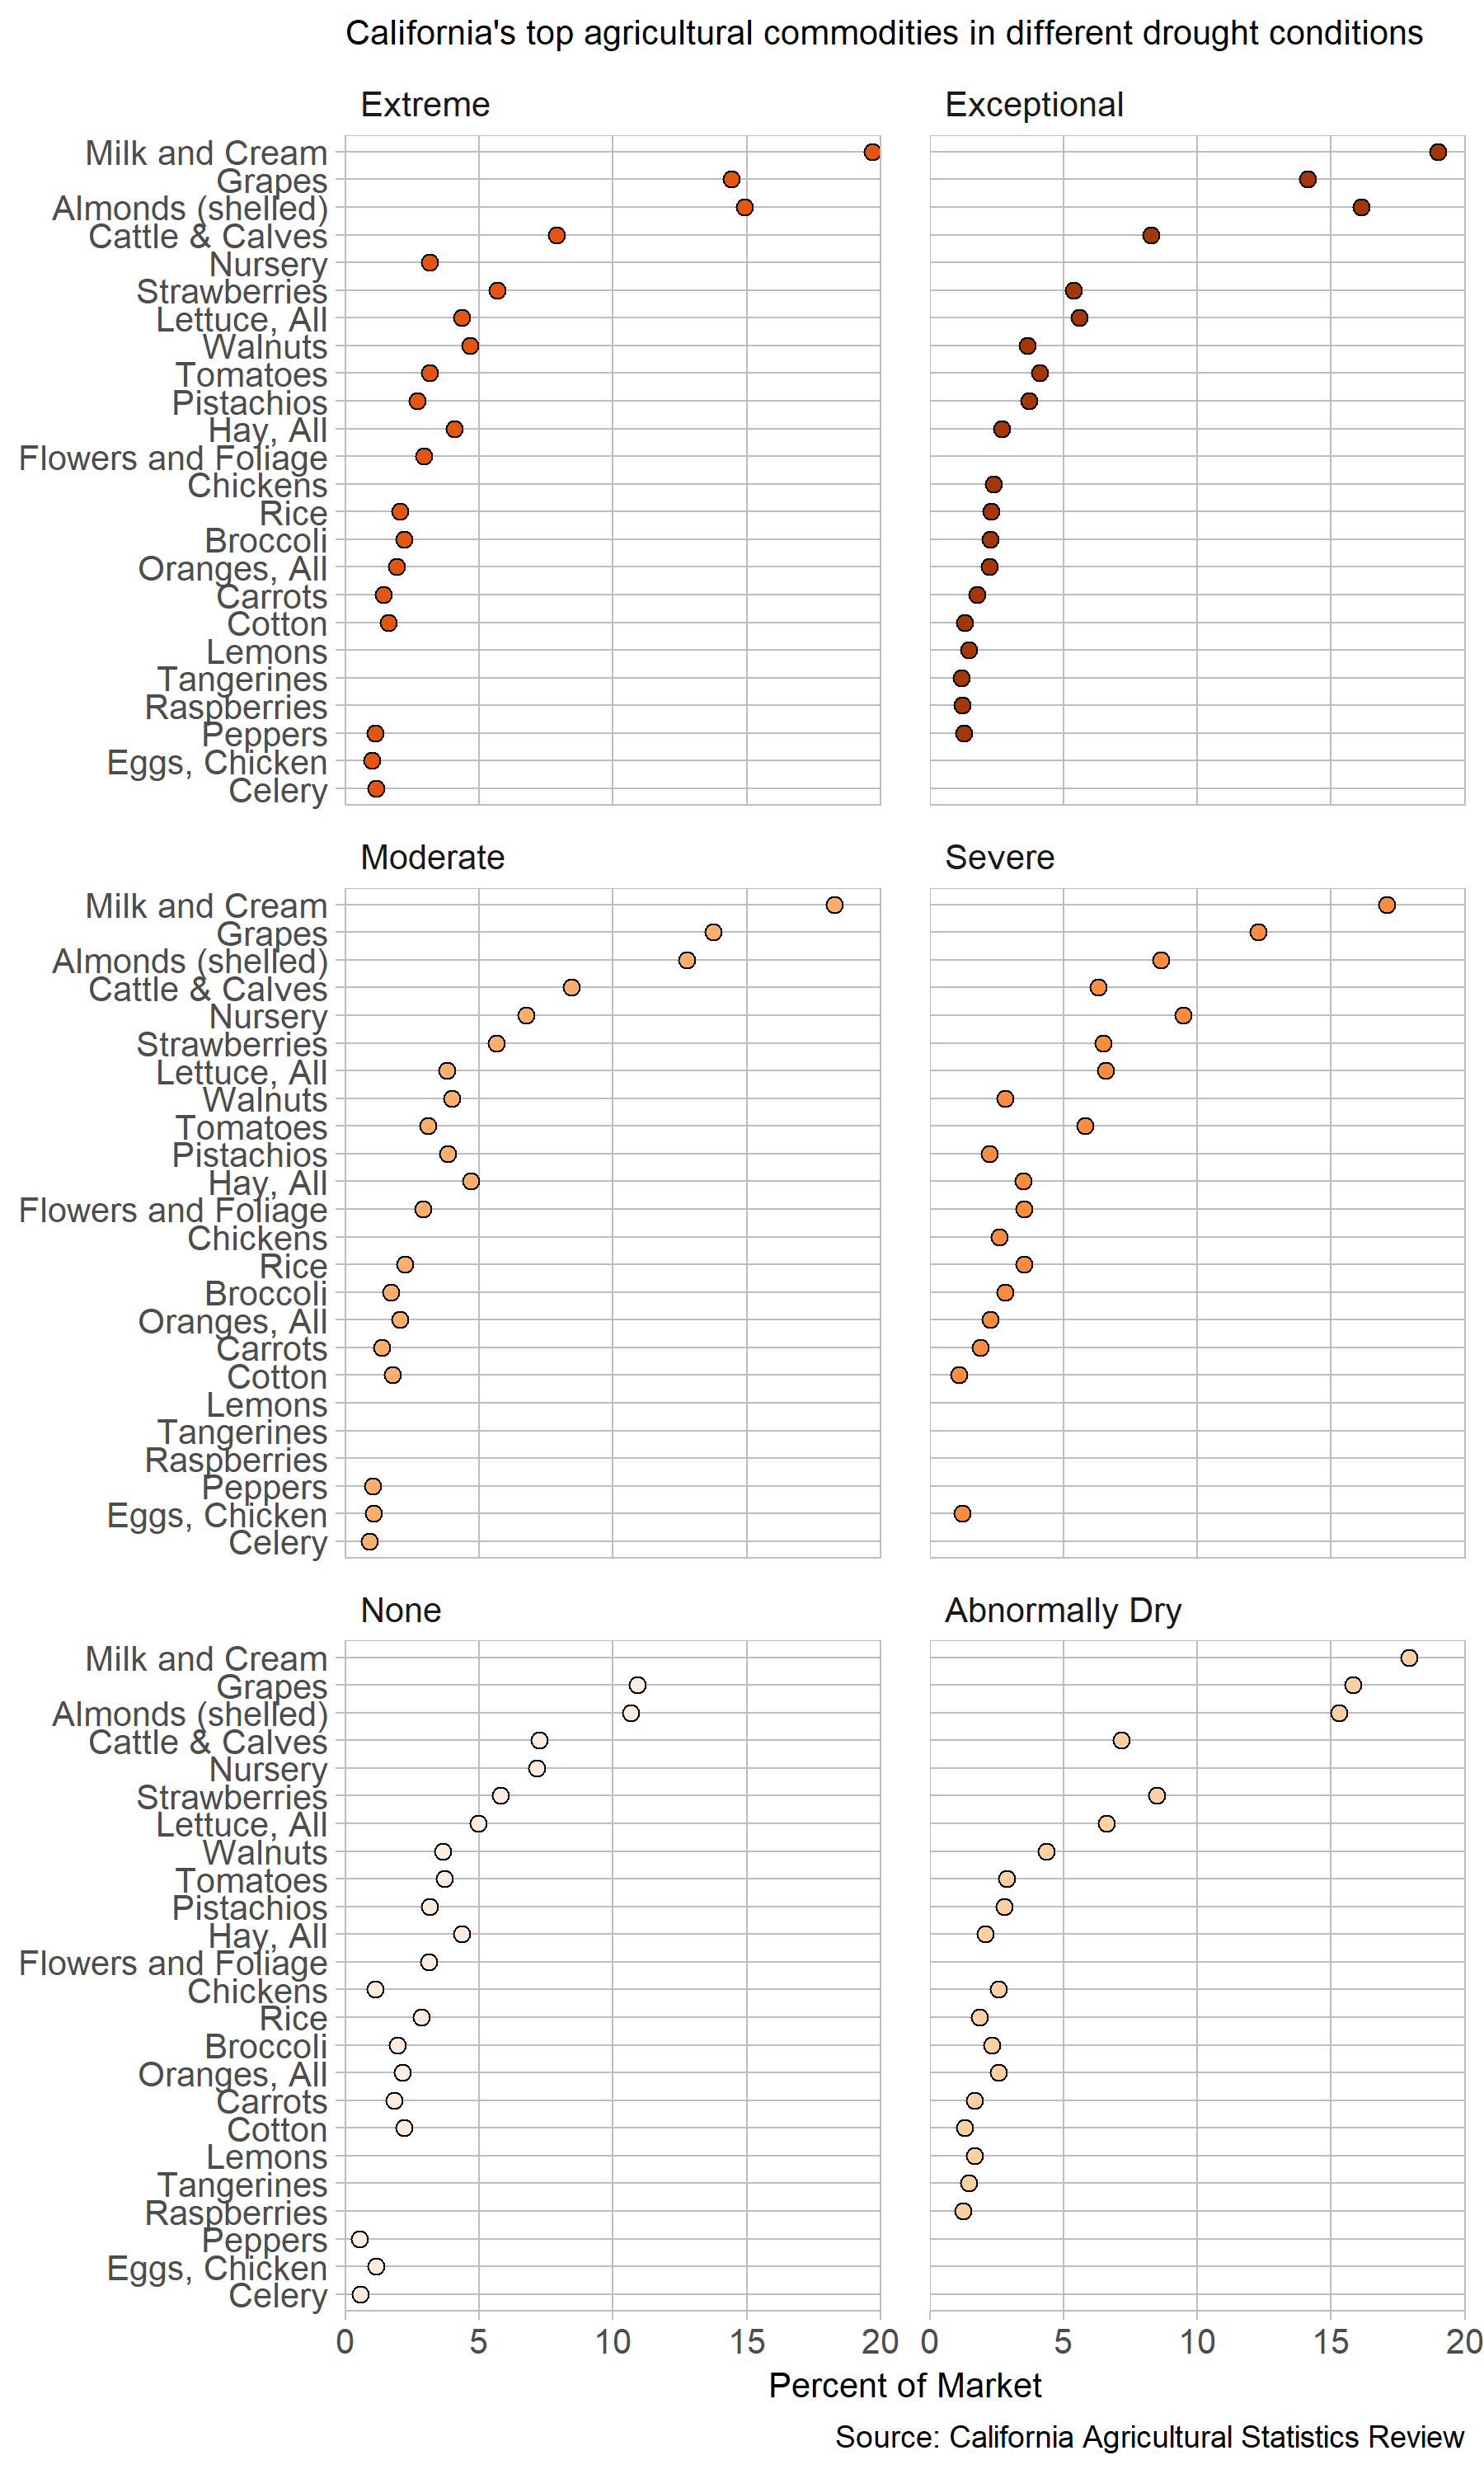 California's top agricultural commodities in different drought conditions
Extreme
Exceptional
Milk and Cream
Grapes
Almonds (shelled)
Cattle & Calves
Nursery
Strawberries
Lettuce, All
Walnuts
Tomatoes
Pistachios
Hay, All
Flowers and Foliage
Chickens
Rice
Broccoli
Oranges, All
Carrots
Cotton
Lemons
Tangerines
Raspberries
Peppers
Eggs, Chicken
Celery
Moderate
Severe
Milk and Cream
Grapes
Almonds (shelled)
Cattle & Calves
Nursery
Strawberries
Lettuce, All
Walnuts
Tomatoes
Pistachios
Hay, All
Flowers and Foliage
Chickens
Rice
Broccoli
Oranges, All
Carrots
Cotton
Lemons
Tangerines
Raspberries
Peppers
Eggs, Chicken
Celery
None
Abnormally Dry
Milk and Cream
Grapes
Almonds (shelled)
Cattle & Calves
Nursery
Strawberries
Lettuce, All
Walnuts
Tomatoes
Pistachios
Hay, All
Flowers and Foliage
Chickens
Rice
Broccoli
Oranges, All
Carrots
Cotton
Lemons
Tangerines
Raspberries
Peppers
Eggs, Chicken
Celery
0 5 10 15 20 0 5 10 15 20
Percent of Market
Source: California Agricultural Statistics Review